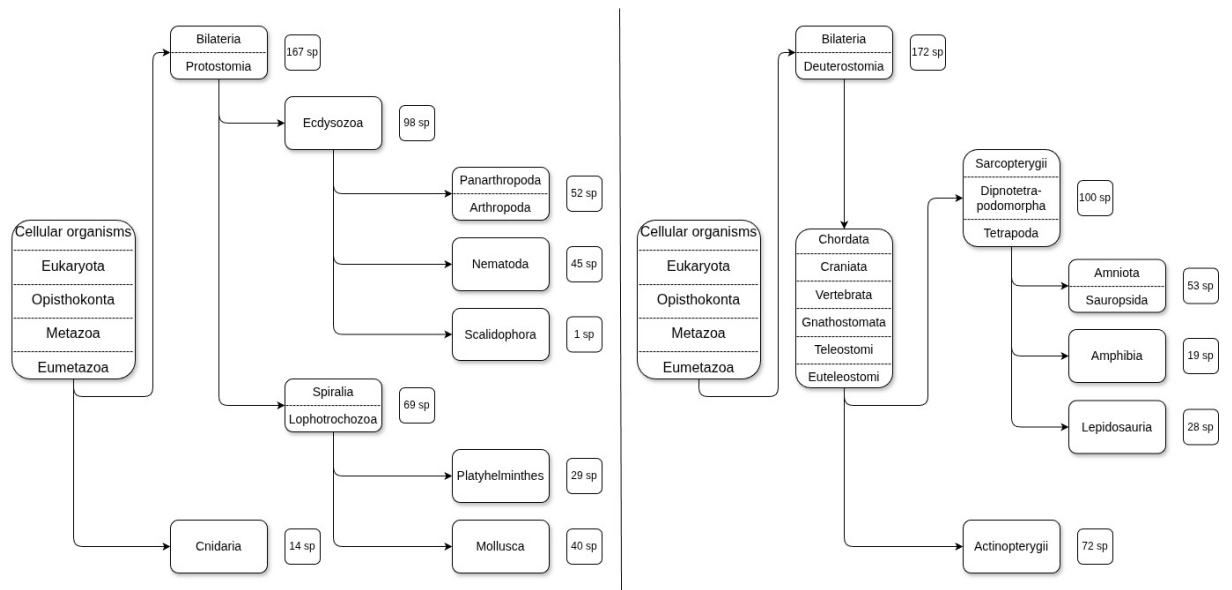 Bilateria
Protostomia
167 sp
Ecdysozoa
98 sp
Panarthropoda
Arthropoda
52 sp
Cellular organisms
Eukaryota
Opisthokonta
Metazoa
Eumetazoa
Nematoda
45 sp
Scalidophora
1 sp
Spiralia
Lophotrochozoa
69 sp
Platyhelminthes
29 sp
Cnidaria
14 sp
Mollusca
40 sp
Bilateria
Deuterostomia
172 sp
Sarcopterygii
Dipnotetra-
podomorpha
Tetrapoda
100 sp
Cellular organisms
Eukaryota
Opisthokonta
Metazoa
Eumetazoa
Chordata
Craniata
Vertebrata
Gnathostomata
Teleostomi
Euteleostomi
Amniota
Sauropsida
53 sp
Amphibia
19 sp
Lepidosauria
28 sp
Actinopterygii
72 sp